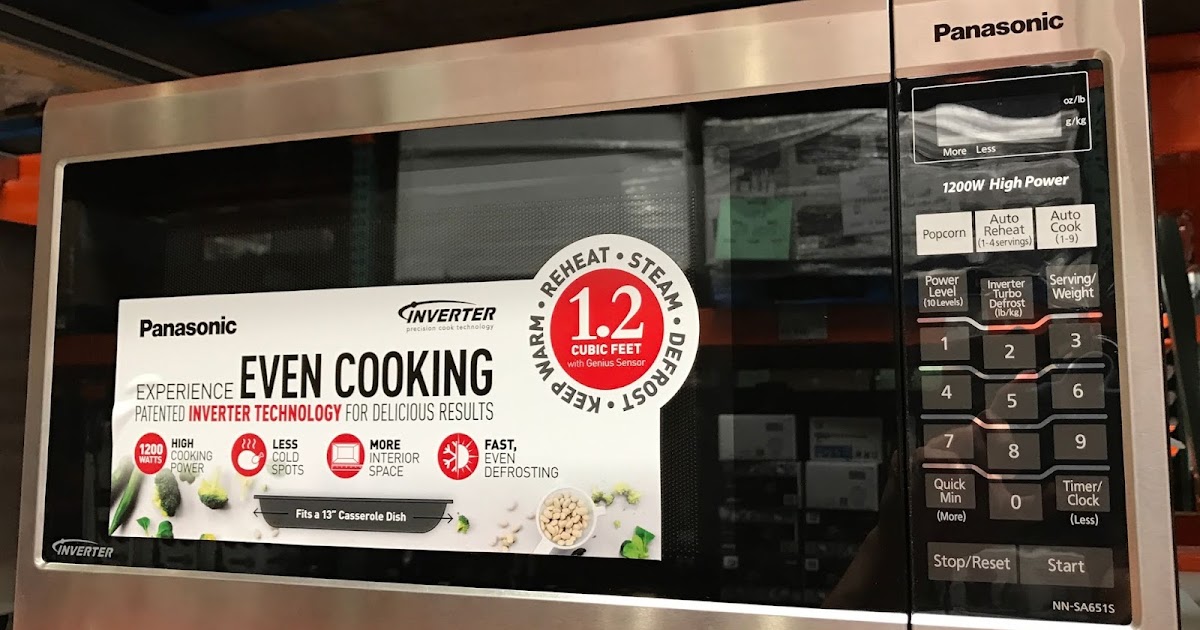 Panasonic
oz/lb
g/kg
More Less
1200W High Power
Popcorn
Auto
Reheat
(1-4 servings)
Auto
Cook
(1-9)
Power
Level
(10 Levels)
Inverter
Turbo
Defrost
(lb/kg)
Serving/
Weight
1
2
3
4
5
6
7
8
9
Quick
Min
(More)
0
Timer/
Clock
(Less)
Stop/Reset
Start
NN-SA651S
Panasonic
INVERTER
precision cook technology
EXPERIENCE EVEN COOKING
PATENTED INVERTER TECHNOLOGY FOR DELICIOUS RESULTS
1200
WATTS
HIGH
COOKING
POWER
LESS
COLD
SPOTS
MORE
INTERIOR
SPACE
FAST,
EVEN
DEFROSTING
Fits a 13" Casserole Dish
KEEP WARM • REHEAT • STEAM • DEFROST •
1.2
CUBIC FEET
with Genius Sensor
INVERTER